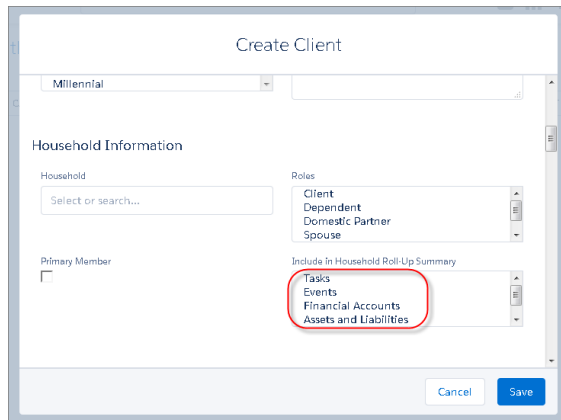 Create Client
Millennial
Household Information
Household
Roles
Select or search...
Client
Dependent
Domestic Partner
Spouse
Primary Member
Include in Household Roll-Up Summary
Tasks
Events
Financial Accounts
Assets and Liabilities
Cancel
Save